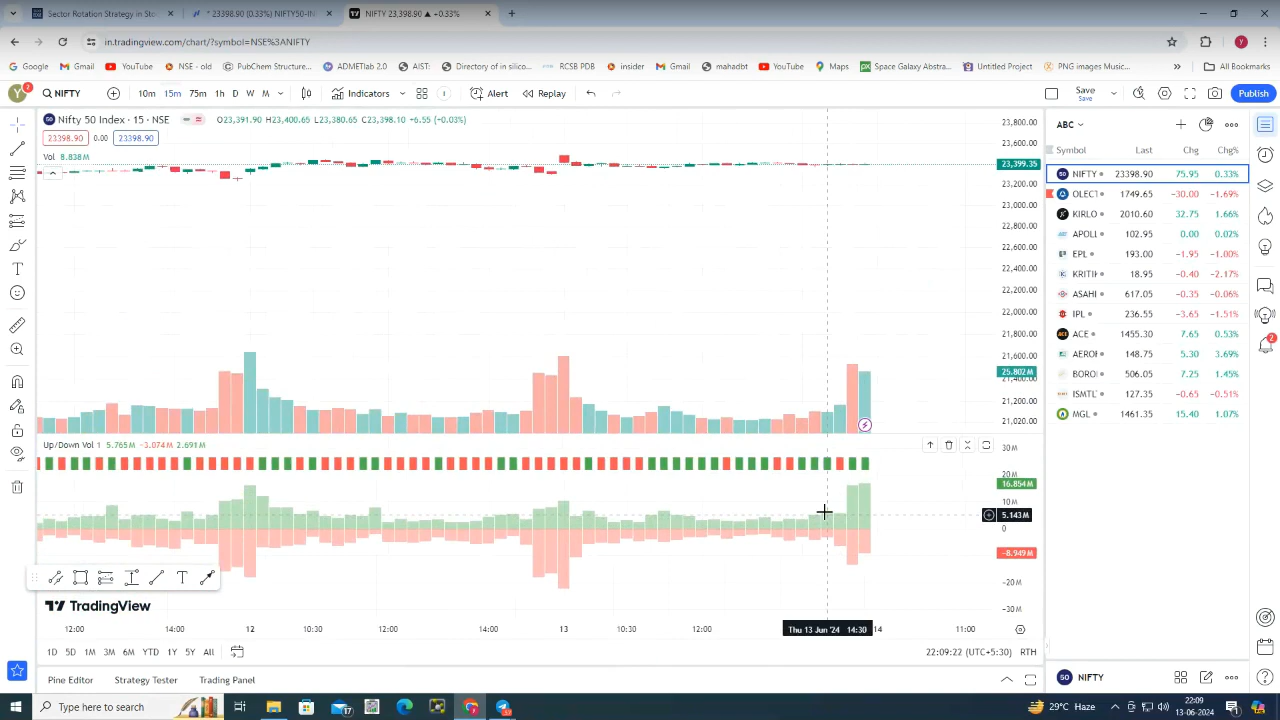 Sector Rotation in Sto
* 23398.90 (0.33%) NIFTY50-IN
NIFTY 23,398.90 ▲ +0.33%
in.tradingview.com/chart/?symbol=NSE%3ANIFTY
Google Gmail YouTube NSE - old PubChem Structure... ADMETlab 2.0 AIST: Directory of in silico... RCSB PDB insider Gmail mahadbt YouTube Maps Space Galaxy Abstra... Untitled Project PNG images Music... » All Bookmarks
Y 2 NIFTY 10m 15m 75m 1h D W M Indicators Alert Replay Save Save Publish
Nifty 50 Index · 15 · NSE O23,391.90 H23,400.65 L23,380.65 C23,398.10 −6.55 (−0.03%)
23398.90 0.00 23398.90
Vol 8.838M
23,800.00
23,600.00
23,399.35
23,200.00
23,000.00
22,800.00
22,600.00
22,400.00
22,200.00
22,000.00
21,800.00
21,600.00
25.802M
21,400.00
21,200.00
21,000.00
Up/Down Vol 1 5.765M −3.074M 2.691M
30M
20M
16.854M
10M
5.143M
0
−8.949M
−20M
−30M
TradingView
12:00 14:00 12 10:30 12:00 14:00 13 10:30 12:00 Thu 13 Jun '24 14:30 14 11:00
1D 5D 1M 3M 6M YTD 1Y 5Y All
22:09:22 (UTC+5:30) RTH
Pine Editor Strategy Tester Trading Panel
ABC
Symbol Last Chg Chg%
NIFTY 23398.90 75.95 0.33%
OLECT 1749.65 −30.00 −1.69%
KIRLO 2010.60 32.75 1.66%
APOLL 102.95 0.00 0.02%
EPL 193.00 −1.95 −1.00%
KRITIK 18.95 −0.40 −2.17%
ASAHI 617.05 −0.35 −0.06%
IPL 236.55 −3.65 −1.51%
ACE 1455.30 7.65 0.53%
AEROF 148.75 5.30 3.69%
BORO 506.05 7.25 1.45%
ISMTL 127.35 −0.65 −0.51%
MGL 1461.35 15.40 1.07%
2
NIFTY
Type here to search
17
29°C Haze
22:09
13-06-2024